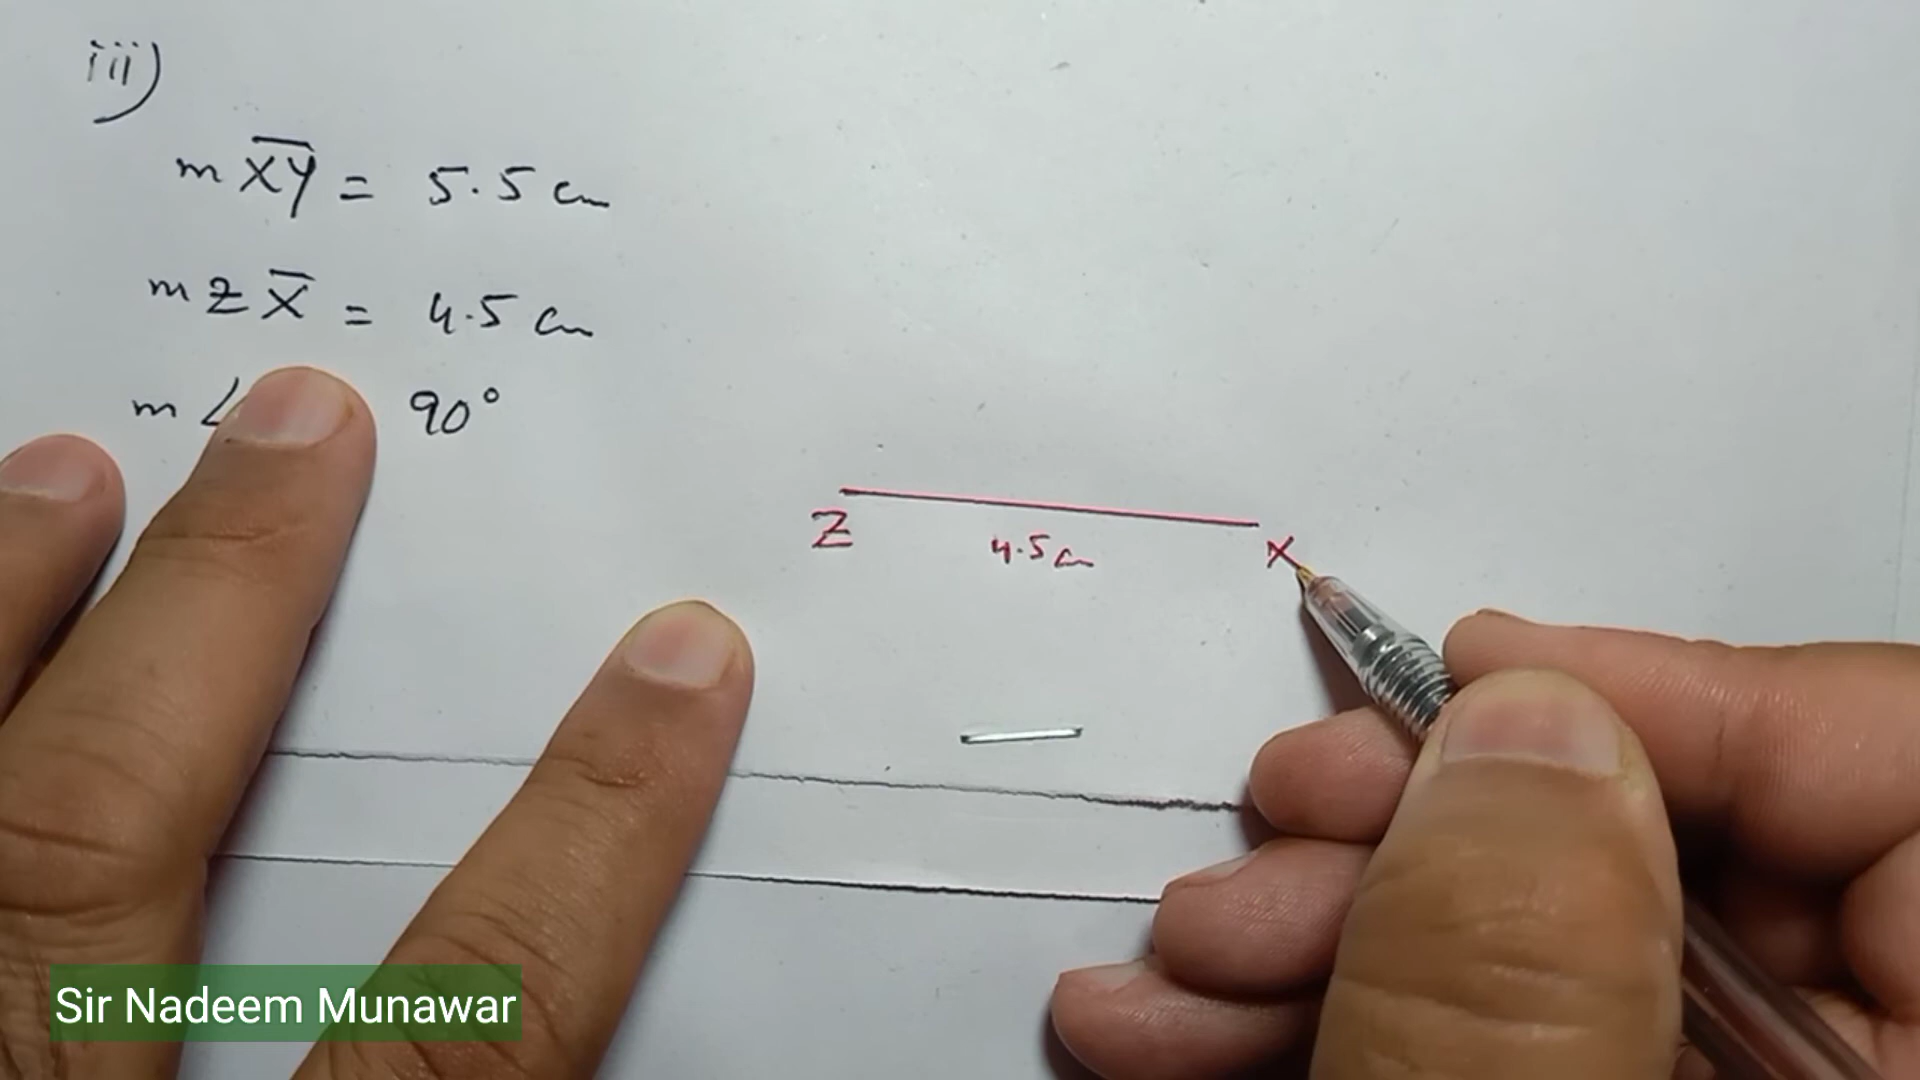 iii)
m XY = 5.5 cm
m ZX = 4.5 cm
m∠ 90°
Z 4.5 cm X
Sir Nadeem Munawar